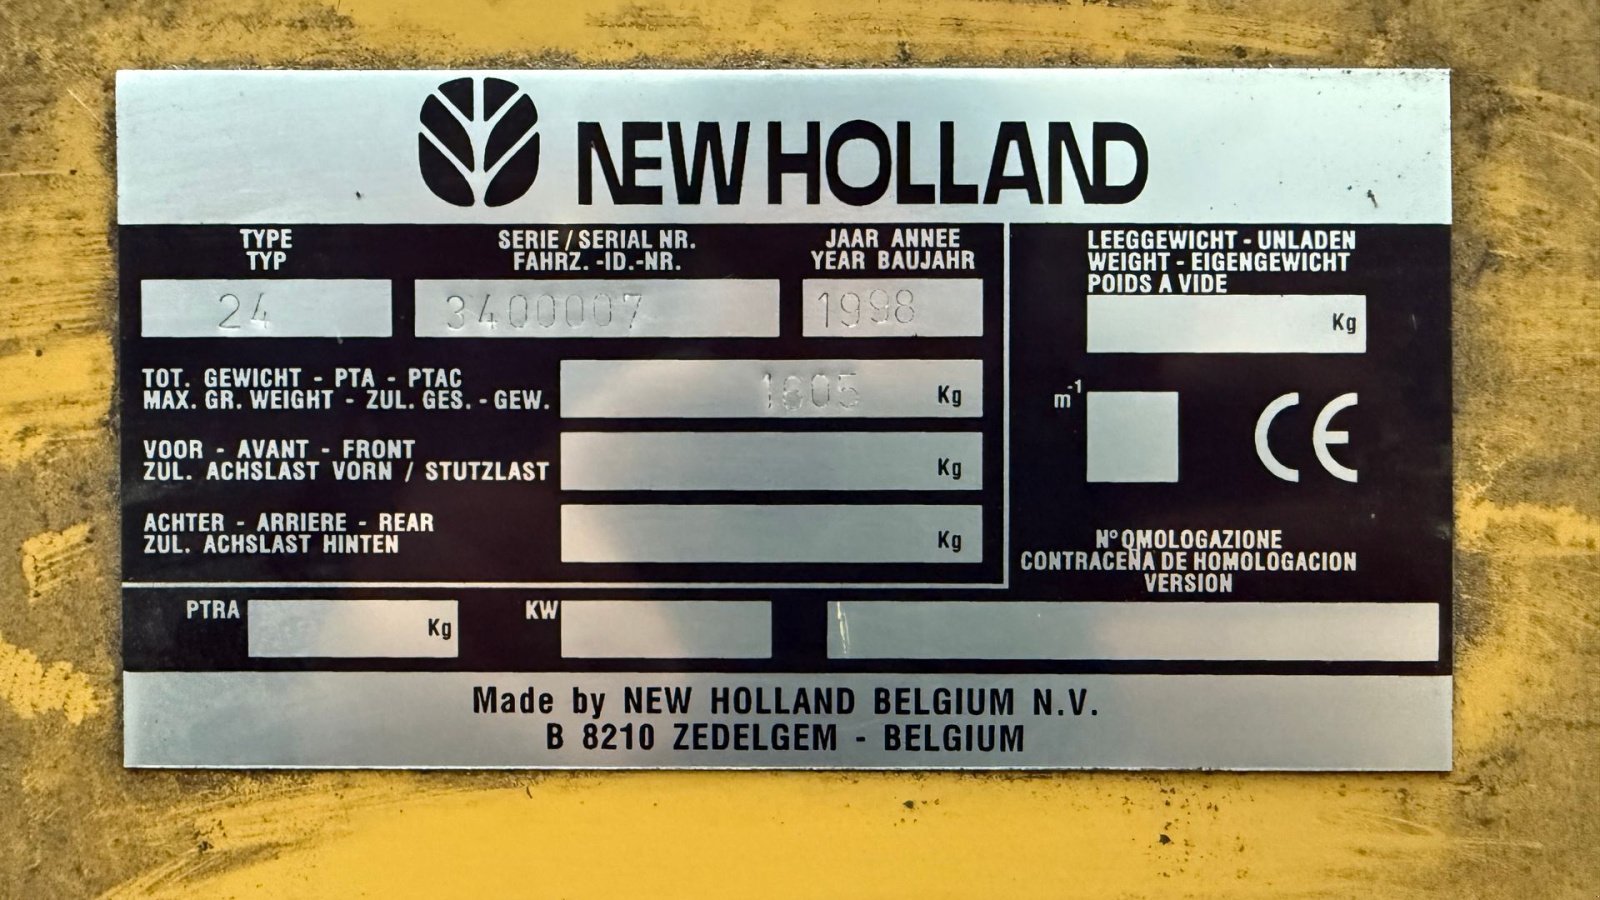 NEW HOLLAND
TYPE
TYP
24
SERIE / SERIAL NR.
FAHRZ. -ID.-NR.
3400007
JAAR ANNEE
YEAR BAUJAHR
1998
TOT. GEWICHT - PTA - PTAC
MAX. GR. WEIGHT - ZUL. GES. - GEW.
1605 Kg
VOOR - AVANT - FRONT
ZUL. ACHSLAST VORN / STUTZLAST
Kg
ACHTER - ARRIERE - REAR
ZUL. ACHSLAST HINTEN
Kg
LEEGGEWICHT - UNLADEN
WEIGHT - EIGENGEWICHT
POIDS A VIDE
Kg
m-1
CE
N° OMOLOGAZIONE
CONTRACEÑA DE HOMOLOGACION
VERSION
PTRA Kg
KW
Made by NEW HOLLAND BELGIUM N.V.
B 8210 ZEDELGEM - BELGIUM